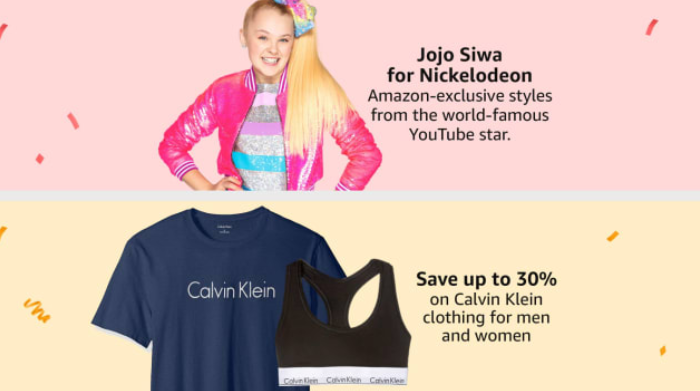 Jojo Siwa
for Nickelodeon
Amazon-exclusive styles
from the world-famous
YouTube star.
Calvin Klein
Calvin Klein Calvin Klein Calvin Klein
Save up to 30%
on Calvin Klein
clothing for men
and women